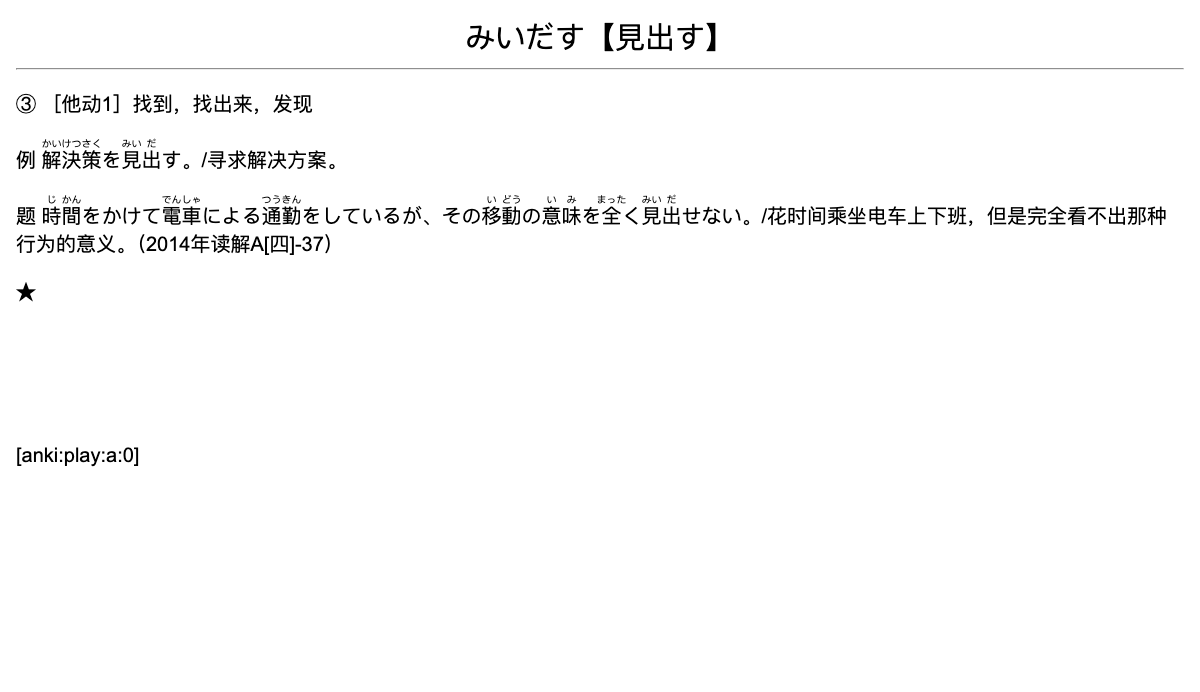 みいだす【見出す】
③ ［他动1］找到，找出来，发现
かいけつさく みい だ
例 解決策を見出す。/寻求解决方案。
じ かん でんしゃ つうきん い どう い み まった みい だ
题 時間をかけて電車による通勤をしているが、その移動の意味を全く見出せない。/花时间乘坐电车上下班，但是完全看不出那种
行为的意义。（2014年读解A[四]-37）
★
[anki:play:a:0]